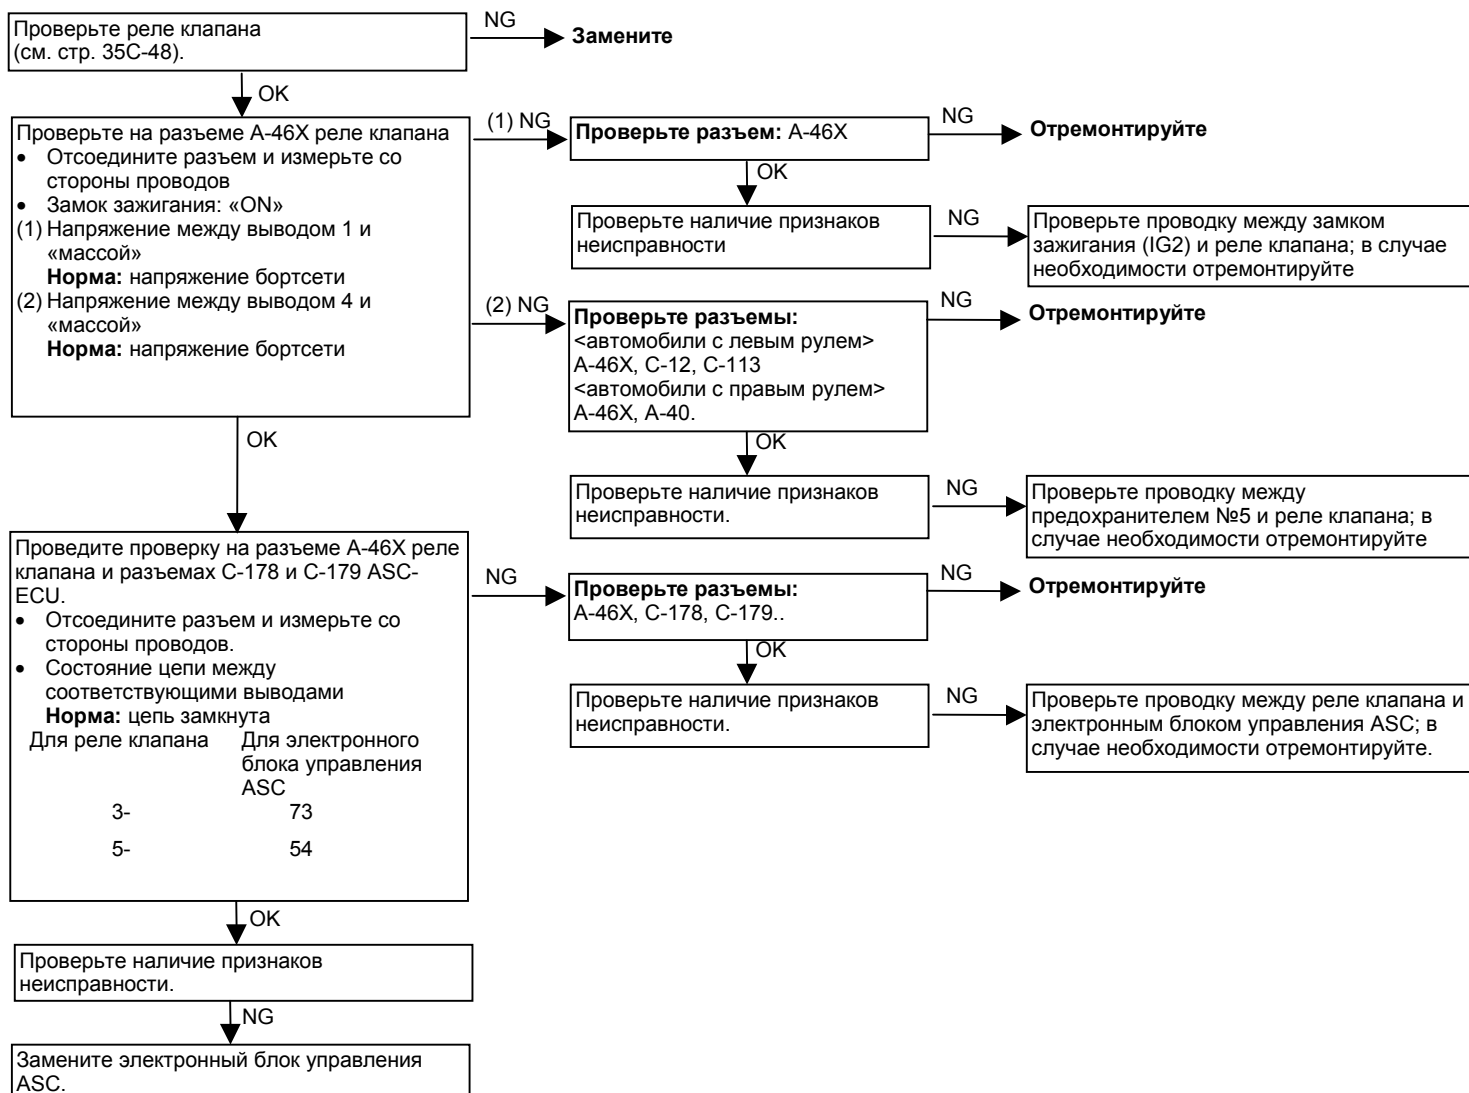 Проверьте реле клапана
(см. стр. 35C-48).
NG
Замените
OK
Проверьте на разъеме A-46X реле клапана
• Отсоедините разъем и измерьте со
стороны проводов
• Замок зажигания: «ON»
(1) Напряжение между выводом 1 и
«массой»
Норма: напряжение бортсети
(2) Напряжение между выводом 4 и
«массой»
Норма: напряжение бортсети
(1) NG
Проверьте разъем: A-46X
NG
Отремонтируйте
OK
Проверьте наличие признаков
неисправности
NG
Проверьте проводку между замком
зажигания (IG2) и реле клапана; в случае
необходимости отремонтируйте
(2) NG
Проверьте разъемы:
<автомобили с левым рулем>
A-46X, C-12, C-113
<автомобили с правым рулем>
A-46X, A-40.
NG
Отремонтируйте
OK
Проверьте наличие признаков
неисправности.
NG
Проверьте проводку между
предохранителем №5 и реле клапана; в
случае необходимости отремонтируйте
OK
Проведите проверку на разъеме A-46X реле
клапана и разъемах C-178 и C-179 ASC-
ECU.
• Отсоедините разъем и измерьте со
стороны проводов.
• Состояние цепи между
соответствующими выводами
Норма: цепь замкнута
Для реле клапана Для электронного
блока управления
ASC
3- 73
5- 54
NG
Проверьте разъемы:
A-46X, C-178, C-179..
NG
Отремонтируйте
OK
Проверьте наличие признаков
неисправности.
NG
Проверьте проводку между реле клапана и
электронным блоком управления ASC; в
случае необходимости отремонтируйте.
OK
Проверьте наличие признаков
неисправности.
NG
Замените электронный блок управления
ASC.